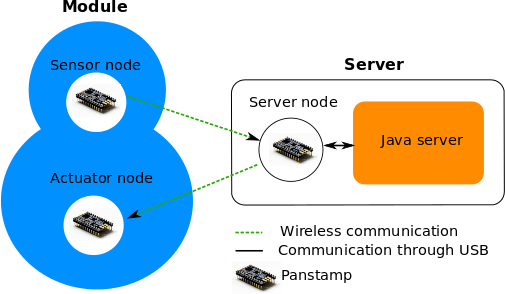 Module
Sensor node
Server
Server node
Java server
Actuator node
Wireless communication
Communication through USB
Panstamp